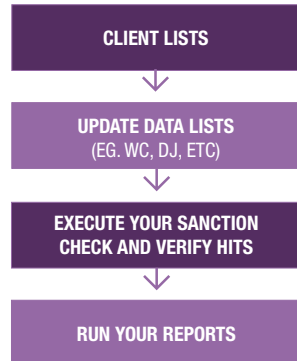 CLIENT LISTS
UPDATE DATA LISTS
(EG. WC, DJ, ETC)
EXECUTE YOUR SANCTION
CHECK AND VERIFY HITS
RUN YOUR REPORTS